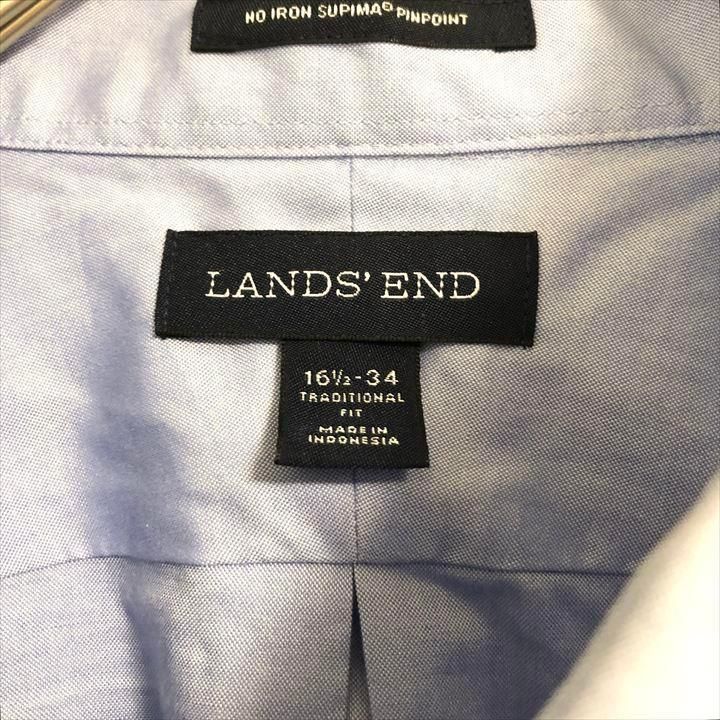 NO IRON SUPIMA® PINPOINT
LANDS' END
16½-34
TRADITIONAL
FIT
MADE IN
INDONESIA